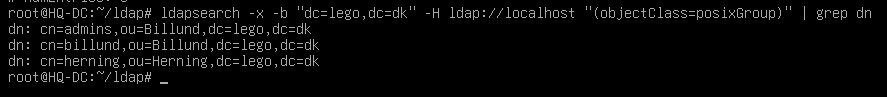 root@HQ-DC:~/ldap# ldapsearch -x -b "dc=lego,dc=dk" -H ldap://localhost "(objectClass=posixGroup)" | grep dn
dn: cn=admins,ou=Billund,dc=lego,dc=dk
dn: cn=billund,ou=Billund,dc=lego,dc=dk
dn: cn=herning,ou=Herning,dc=lego,dc=dk
root@HQ-DC:~/ldap# _